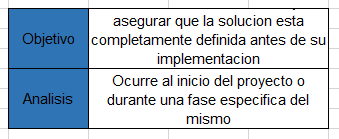 asegurar que la solucion esta
Objetivo completamente definida antes de su
implementacion
Ocurre al inicio del proyecto o
Analisis durante una fase especifica del
mismo